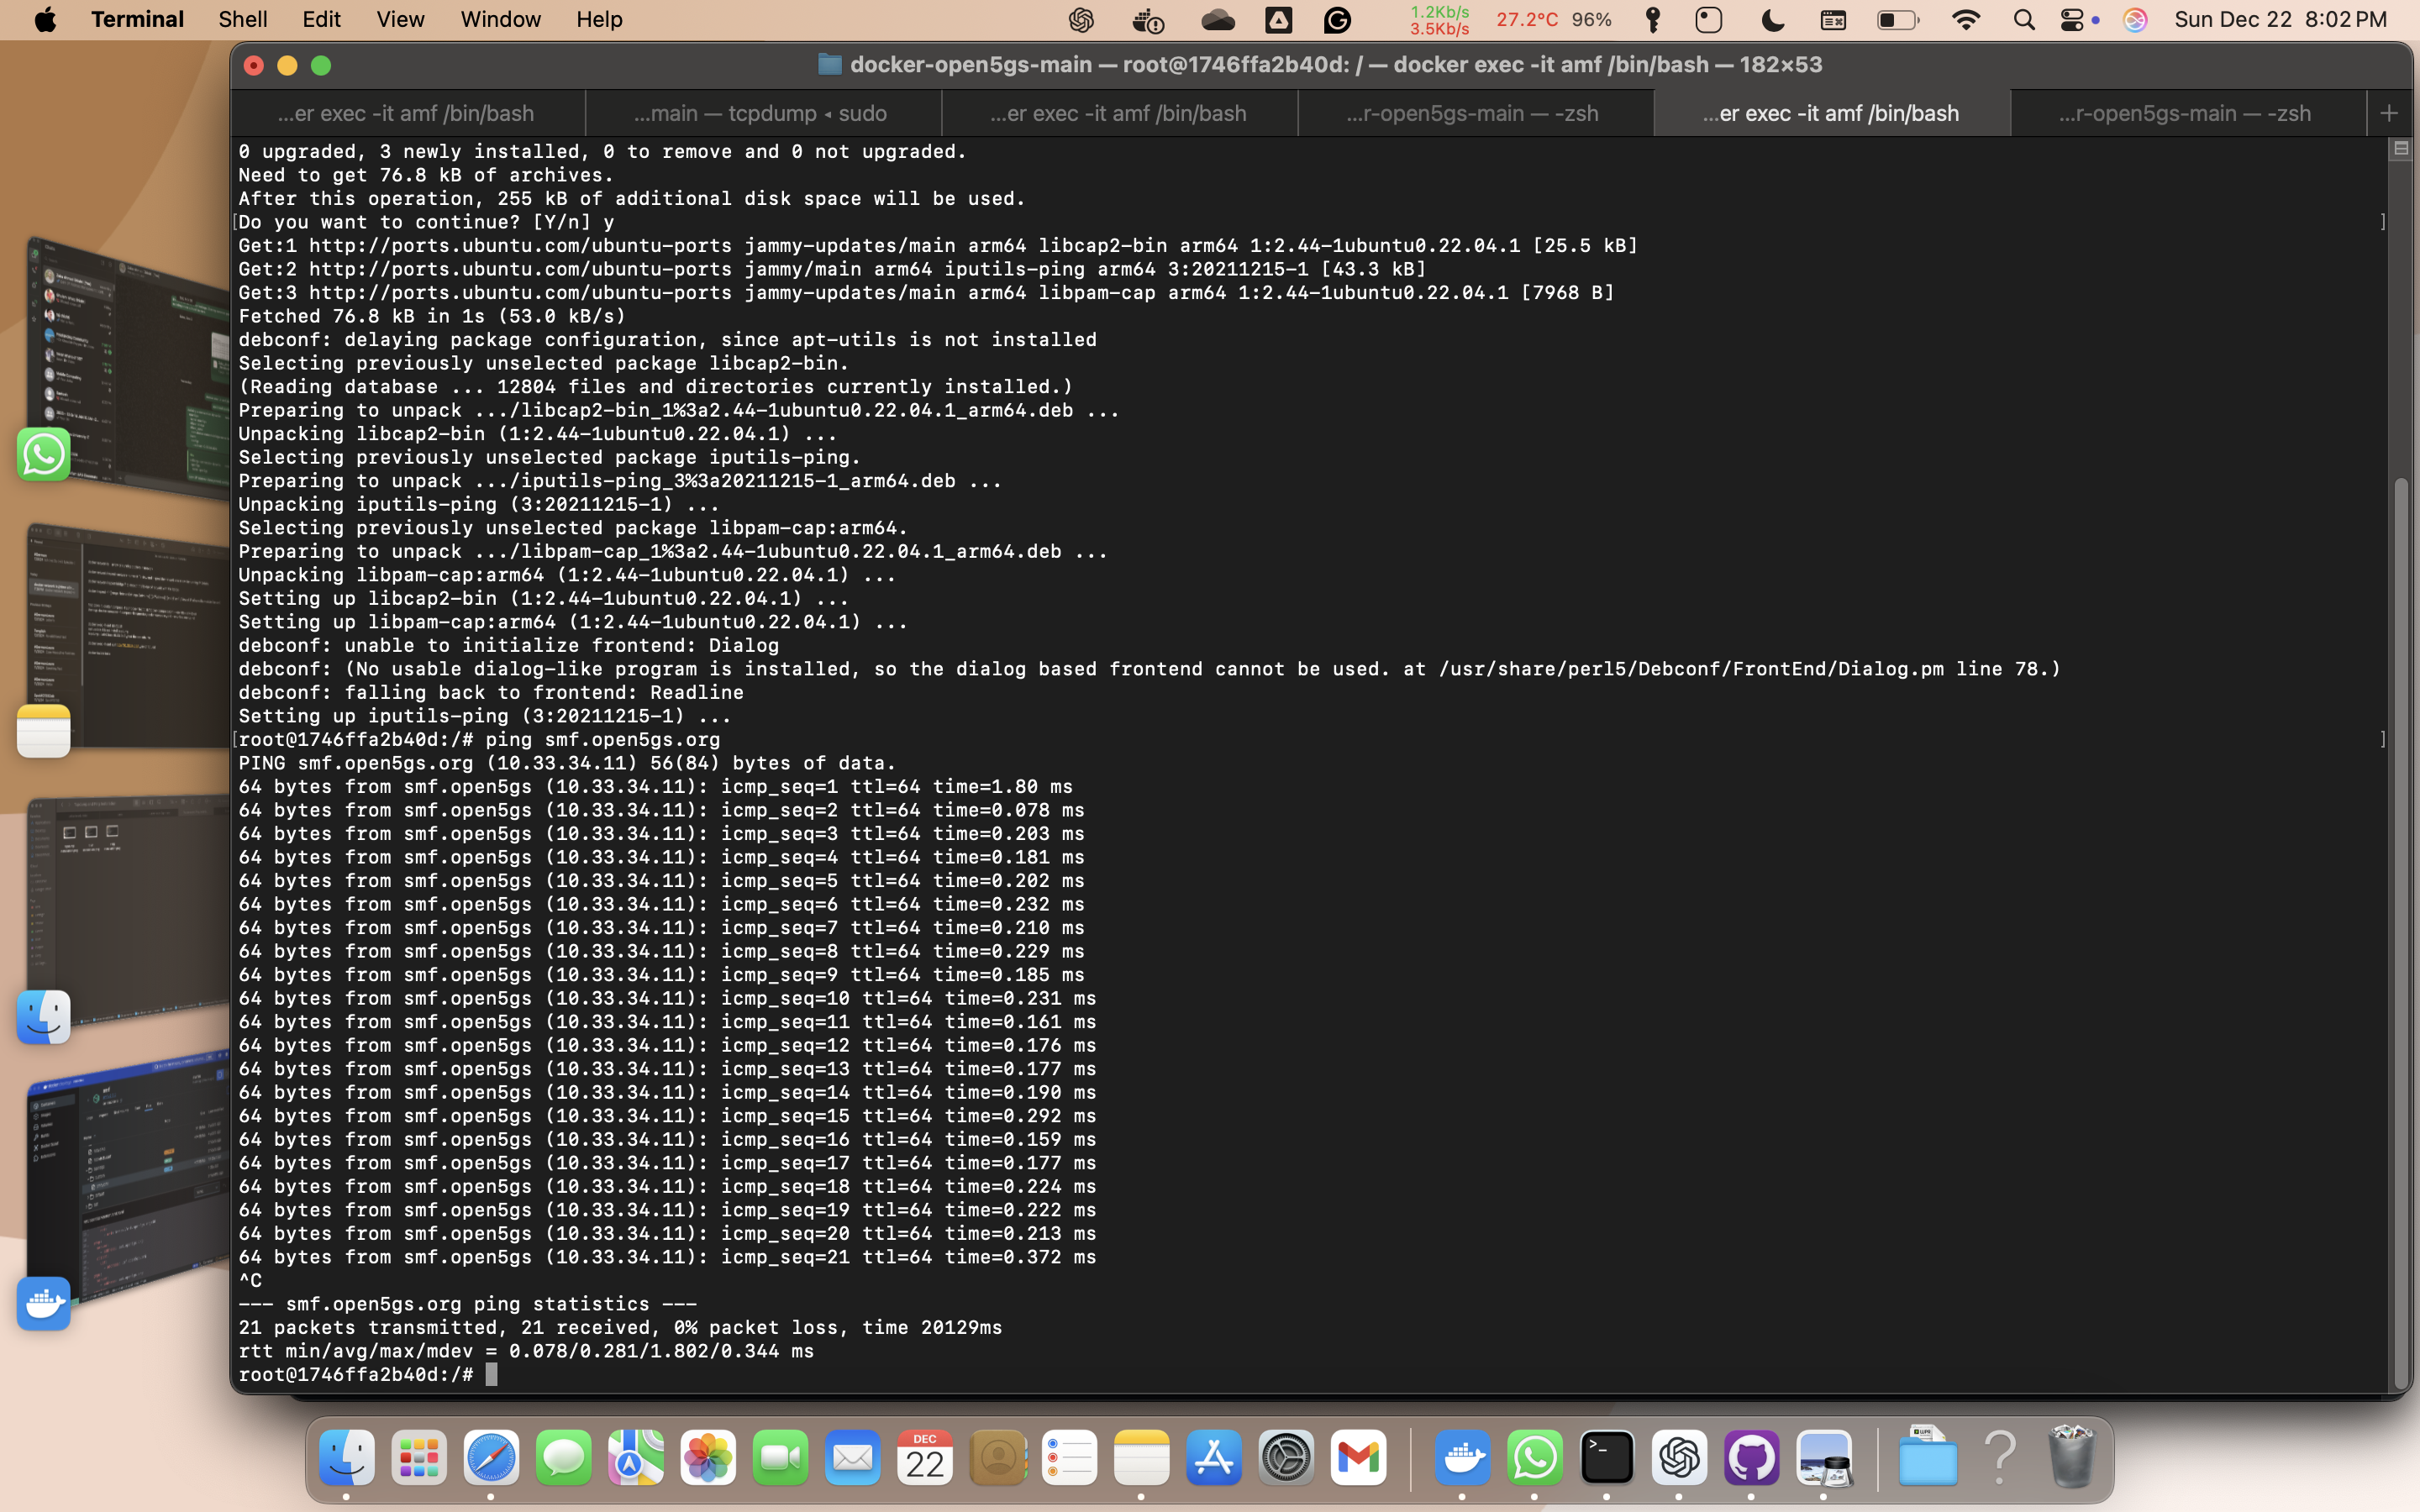 Terminal Shell Edit View Window Help 1.2Kb/s 3.5Kb/s 27.2°C 96% Sun Dec 22 8:02 PM
docker-open5gs-main — root@1746ffa2b40d: / — docker exec -it amf /bin/bash — 182×53
...er exec -it amf /bin/bash ...main — tcpdump ◂ sudo ...er exec -it amf /bin/bash ...r-open5gs-main — -zsh ...er exec -it amf /bin/bash ...r-open5gs-main — -zsh +
0 upgraded, 3 newly installed, 0 to remove and 0 not upgraded.
Need to get 76.8 kB of archives.
After this operation, 255 kB of additional disk space will be used.
[Do you want to continue? [Y/n] y ]
Get:1 http://ports.ubuntu.com/ubuntu-ports jammy-updates/main arm64 libcap2-bin arm64 1:2.44-1ubuntu0.22.04.1 [25.5 kB]
Get:2 http://ports.ubuntu.com/ubuntu-ports jammy/main arm64 iputils-ping arm64 3:20211215-1 [43.3 kB]
Get:3 http://ports.ubuntu.com/ubuntu-ports jammy-updates/main arm64 libpam-cap arm64 1:2.44-1ubuntu0.22.04.1 [7968 B]
Fetched 76.8 kB in 1s (53.0 kB/s)
debconf: delaying package configuration, since apt-utils is not installed
Selecting previously unselected package libcap2-bin.
(Reading database ... 12804 files and directories currently installed.)
Preparing to unpack .../libcap2-bin_1%3a2.44-1ubuntu0.22.04.1_arm64.deb ...
Unpacking libcap2-bin (1:2.44-1ubuntu0.22.04.1) ...
Selecting previously unselected package iputils-ping.
Preparing to unpack .../iputils-ping_3%3a20211215-1_arm64.deb ...
Unpacking iputils-ping (3:20211215-1) ...
Selecting previously unselected package libpam-cap:arm64.
Preparing to unpack .../libpam-cap_1%3a2.44-1ubuntu0.22.04.1_arm64.deb ...
Unpacking libpam-cap:arm64 (1:2.44-1ubuntu0.22.04.1) ...
Setting up libcap2-bin (1:2.44-1ubuntu0.22.04.1) ...
Setting up libpam-cap:arm64 (1:2.44-1ubuntu0.22.04.1) ...
debconf: unable to initialize frontend: Dialog
debconf: (No usable dialog-like program is installed, so the dialog based frontend cannot be used. at /usr/share/perl5/Debconf/FrontEnd/Dialog.pm line 78.)
debconf: falling back to frontend: Readline
Setting up iputils-ping (3:20211215-1) ...
[root@1746ffa2b40d:/# ping smf.open5gs.org ]
PING smf.open5gs.org (10.33.34.11) 56(84) bytes of data.
64 bytes from smf.open5gs (10.33.34.11): icmp_seq=1 ttl=64 time=1.80 ms
64 bytes from smf.open5gs (10.33.34.11): icmp_seq=2 ttl=64 time=0.078 ms
64 bytes from smf.open5gs (10.33.34.11): icmp_seq=3 ttl=64 time=0.203 ms
64 bytes from smf.open5gs (10.33.34.11): icmp_seq=4 ttl=64 time=0.181 ms
64 bytes from smf.open5gs (10.33.34.11): icmp_seq=5 ttl=64 time=0.202 ms
64 bytes from smf.open5gs (10.33.34.11): icmp_seq=6 ttl=64 time=0.232 ms
64 bytes from smf.open5gs (10.33.34.11): icmp_seq=7 ttl=64 time=0.210 ms
64 bytes from smf.open5gs (10.33.34.11): icmp_seq=8 ttl=64 time=0.229 ms
64 bytes from smf.open5gs (10.33.34.11): icmp_seq=9 ttl=64 time=0.185 ms
64 bytes from smf.open5gs (10.33.34.11): icmp_seq=10 ttl=64 time=0.231 ms
64 bytes from smf.open5gs (10.33.34.11): icmp_seq=11 ttl=64 time=0.161 ms
64 bytes from smf.open5gs (10.33.34.11): icmp_seq=12 ttl=64 time=0.176 ms
64 bytes from smf.open5gs (10.33.34.11): icmp_seq=13 ttl=64 time=0.177 ms
64 bytes from smf.open5gs (10.33.34.11): icmp_seq=14 ttl=64 time=0.190 ms
64 bytes from smf.open5gs (10.33.34.11): icmp_seq=15 ttl=64 time=0.292 ms
64 bytes from smf.open5gs (10.33.34.11): icmp_seq=16 ttl=64 time=0.159 ms
64 bytes from smf.open5gs (10.33.34.11): icmp_seq=17 ttl=64 time=0.177 ms
64 bytes from smf.open5gs (10.33.34.11): icmp_seq=18 ttl=64 time=0.224 ms
64 bytes from smf.open5gs (10.33.34.11): icmp_seq=19 ttl=64 time=0.222 ms
64 bytes from smf.open5gs (10.33.34.11): icmp_seq=20 ttl=64 time=0.213 ms
64 bytes from smf.open5gs (10.33.34.11): icmp_seq=21 ttl=64 time=0.372 ms
^C
--- smf.open5gs.org ping statistics ---
21 packets transmitted, 21 received, 0% packet loss, time 20129ms
rtt min/avg/max/mdev = 0.078/0.281/1.802/0.344 ms
root@1746ffa2b40d:/#
DEC
22